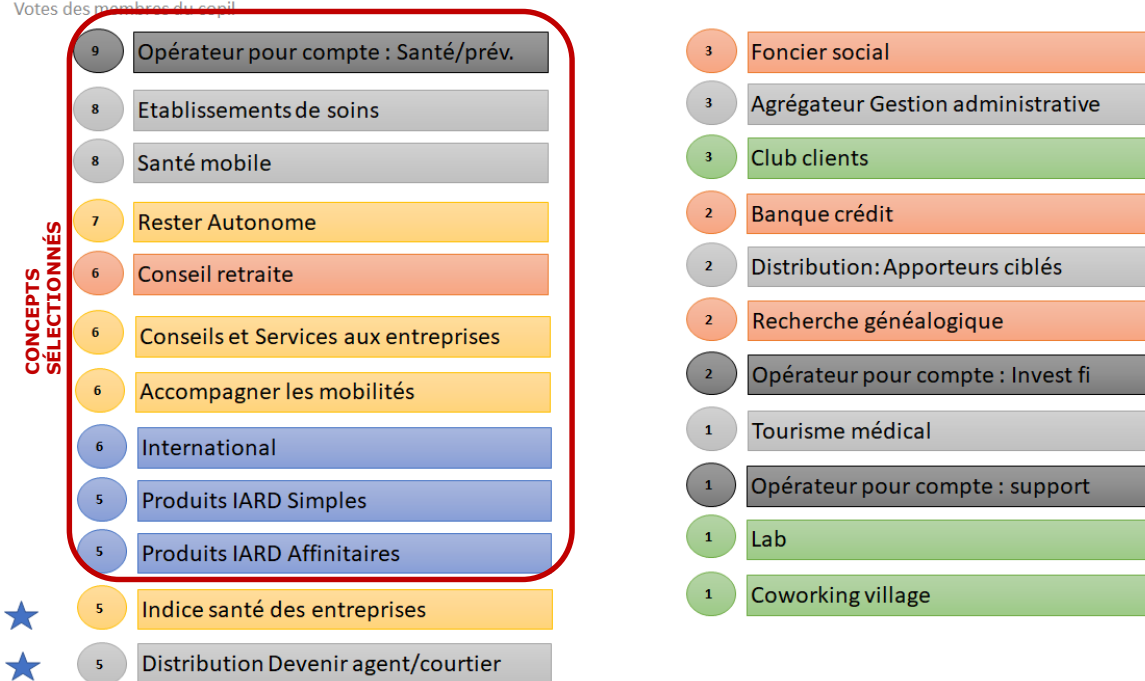 Votes des membres du copil
CONCEPTS
SÉLECTIONNÉS
9 Opérateur pour compte : Santé/prév.
8 Etablissements de soins
8 Santé mobile
7 Rester Autonome
6 Conseil retraite
6 Conseils et Services aux entreprises
6 Accompagner les mobilités
6 International
5 Produits IARD Simples
5 Produits IARD Affinitaires
5 Indice santé des entreprises
5 Distribution Devenir agent/courtier
3 Foncier social
3 Agrégateur Gestion administrative
3 Club clients
2 Banque crédit
2 Distribution: Apporteurs ciblés
2 Recherche généalogique
2 Opérateur pour compte : Invest fi
1 Tourisme médical
1 Opérateur pour compte : support
1 Lab
1 Coworking village